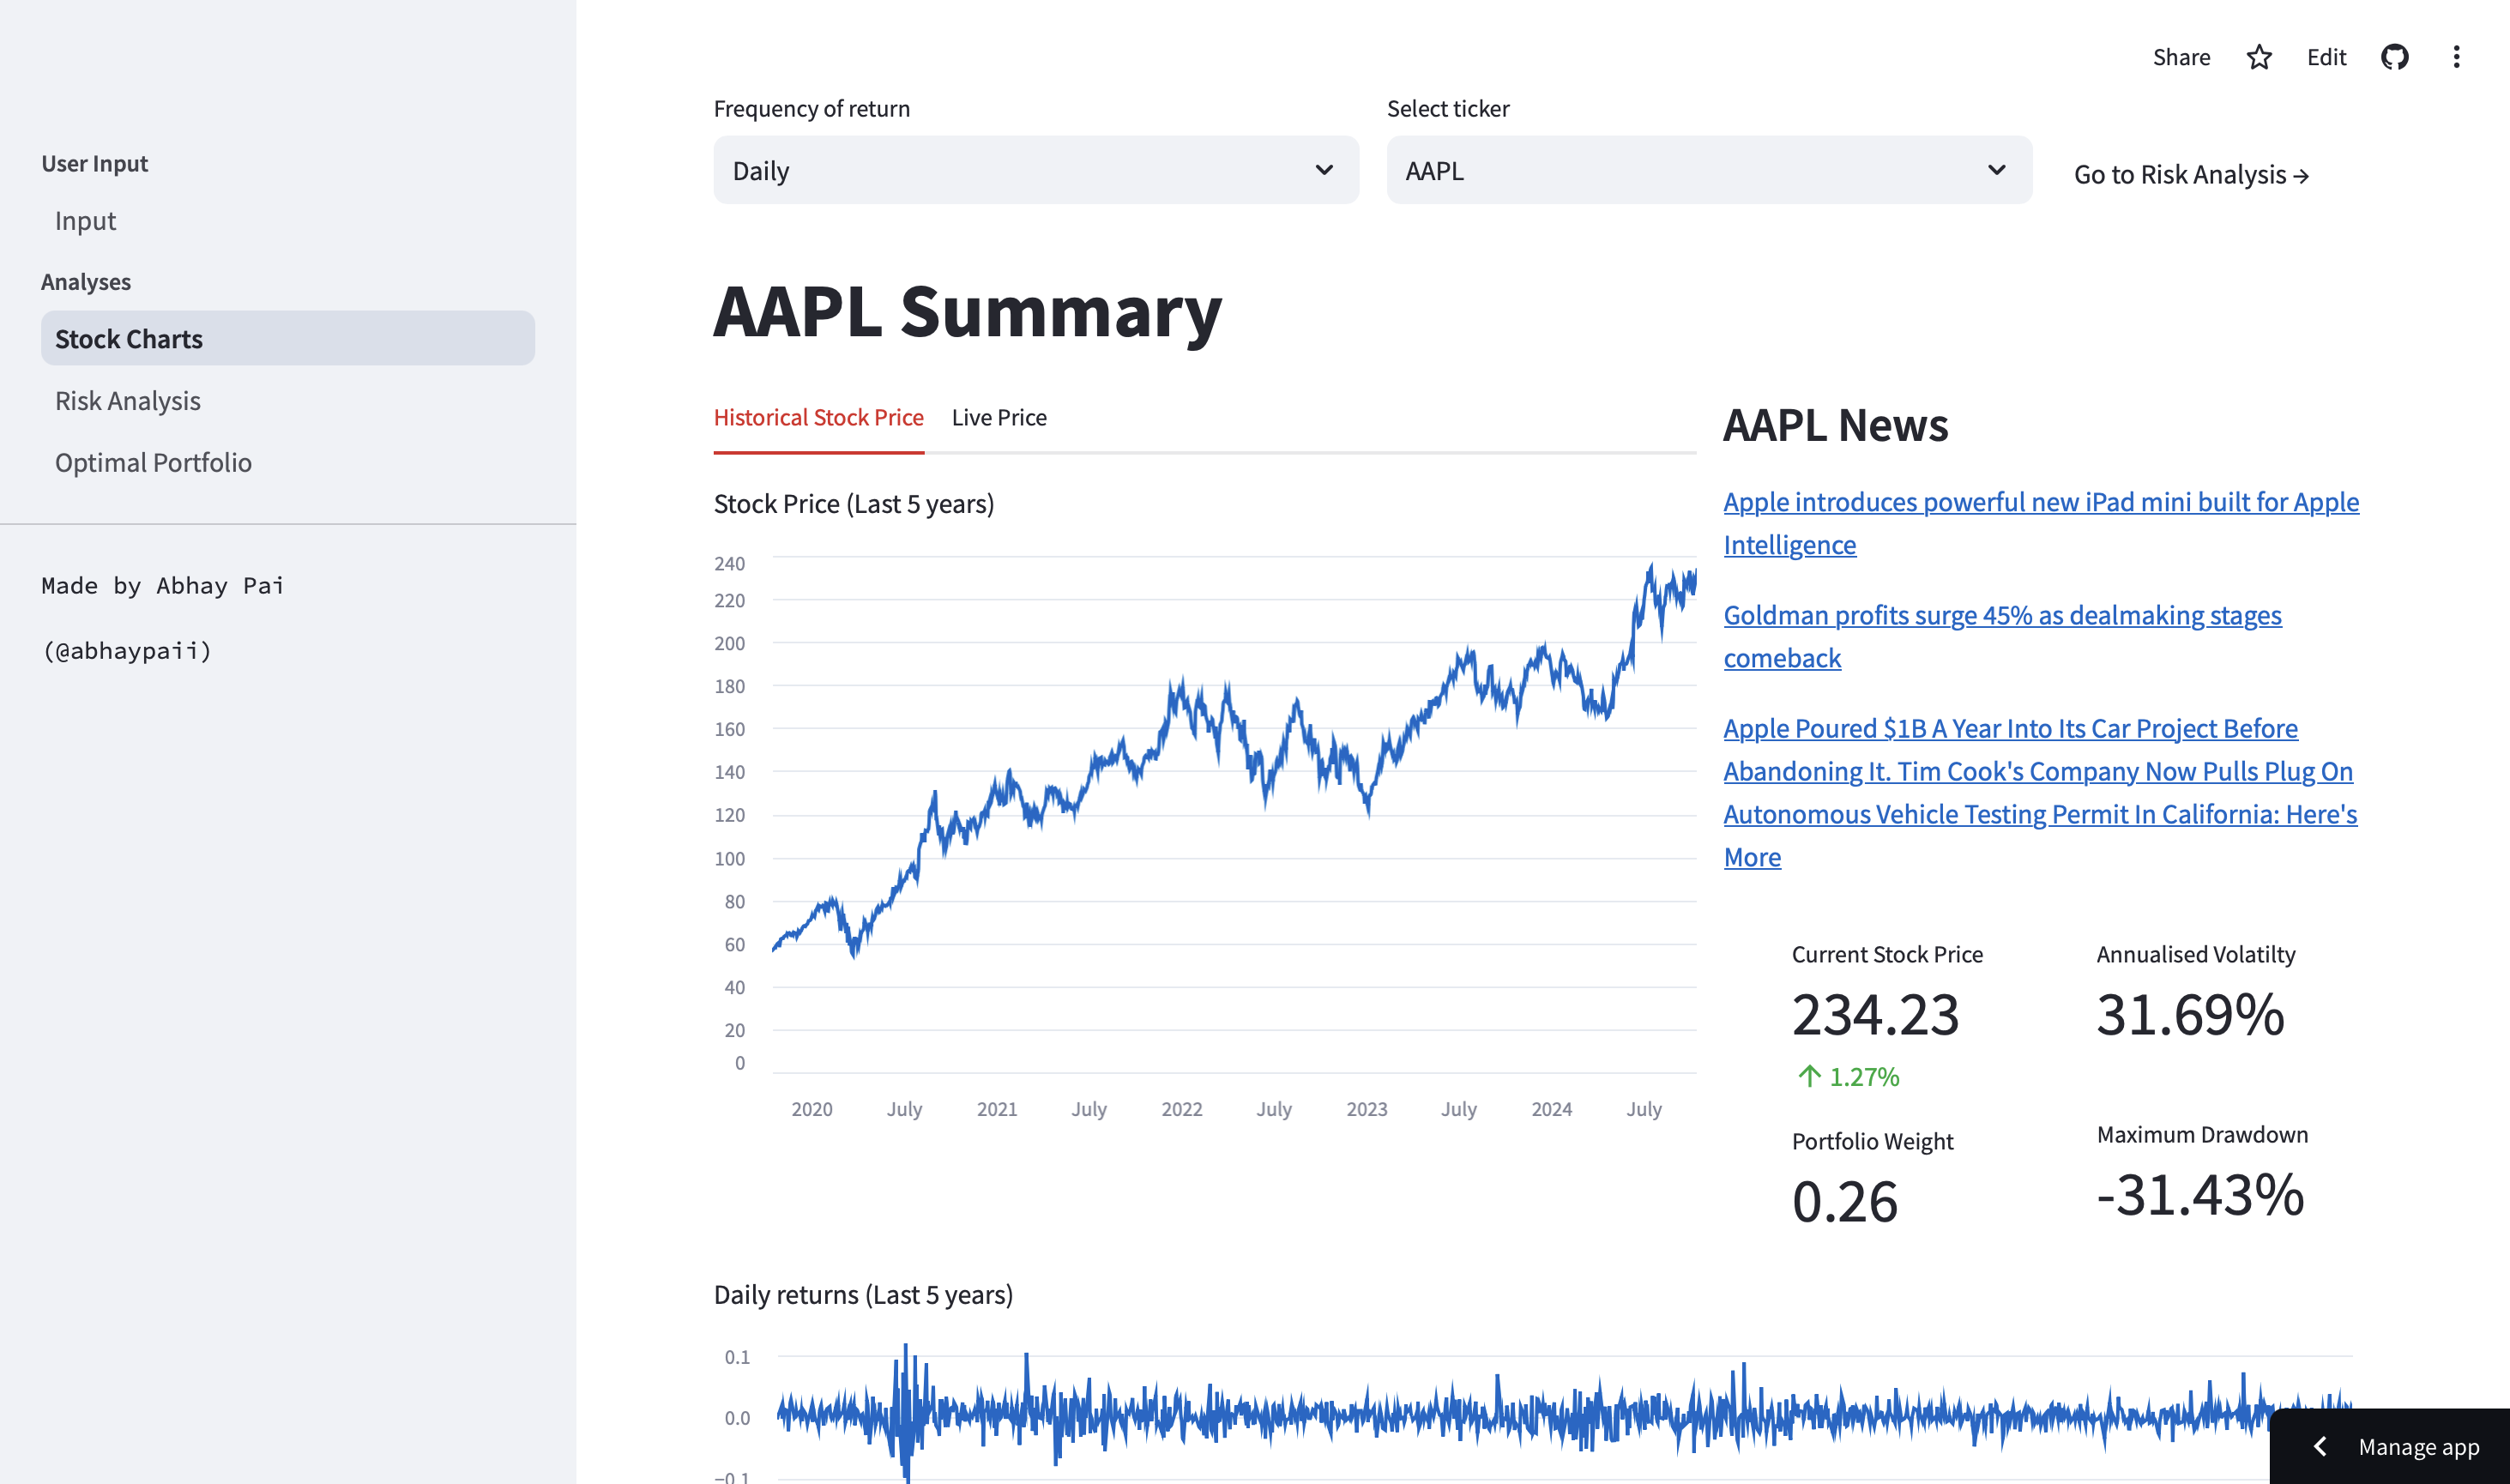 Share
Edit
User Input
Input
Analyses
Stock Charts
Risk Analysis
Optimal Portfolio
Made by Abhay Pai
(@abhaypaii)
Frequency of return
Daily
Select ticker
AAPL
Go to Risk Analysis →
AAPL Summary
Historical Stock Price
Live Price
Stock Price (Last 5 years)
240
220
200
180
160
140
120
100
80
60
40
20
0
2020
July
2021
July
2022
July
2023
July
2024
July
AAPL News
Apple introduces powerful new iPad mini built for Apple
Intelligence
Goldman profits surge 45% as dealmaking stages
comeback
Apple Poured $1B A Year Into Its Car Project Before
Abandoning It. Tim Cook's Company Now Pulls Plug On
Autonomous Vehicle Testing Permit In California: Here's
More
Current Stock Price
234.23
↑ 1.27%
Annualised Volatilty
31.69%
Portfolio Weight
0.26
Maximum Drawdown
-31.43%
Daily returns (Last 5 years)
0.1
0.0
−0.1
Manage app